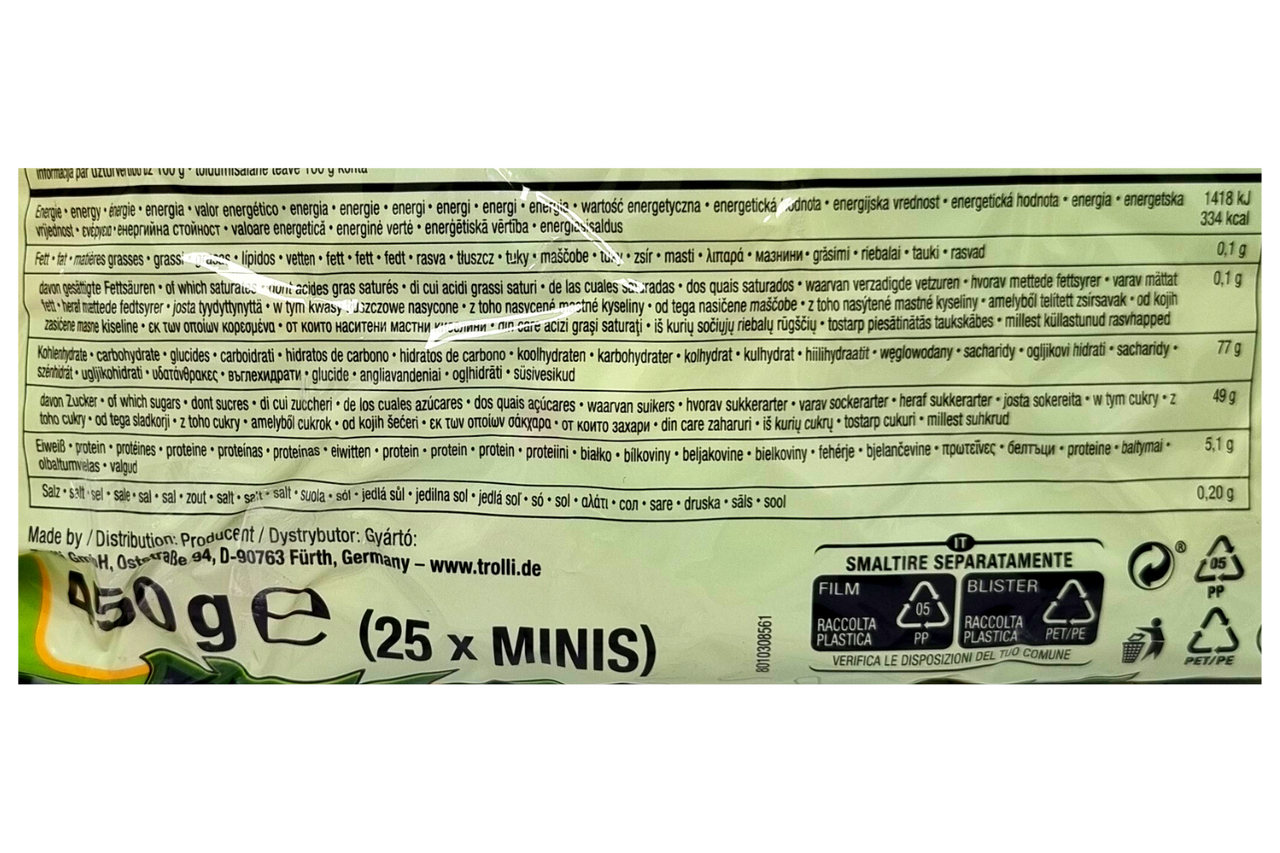 informācija par uzturvērtību uz 100 g • toidumisalane teave 100 g kohta
Energie • energy • énergie • energia • valor energético • energia • energie • energi • energi • energi • energia • wartość energetyczna • energetická hodnota • energijska vrednost • energetická hodnota • energia • energetska 1418 kJ
vrijednost • ενέργεια • енергийна стойност • valoare energetică • energinė vertė • enerģētiskā vērtība • energiasisaldus 334 kcal
Fett • fat • matières grasses • grassi • grasas • lípidos • vetten • fett • fett • fedt • rasva • tłuszcz • tuky • maščobe • tuky • zsír • masti • λιπαρά • мазнини • grăsimi • riebalai • tauki • rasvad 0,1 g
davon gesättigte Fettsäuren • of which saturates • dont acides gras saturés • di cui acidi grassi saturi • de las cuales saturadas • dos quais saturados • waarvan verzadigde vetzuren • hvorav mettede fettsyrer • varav mättat 0,1 g
fett • heraf mættede fedtsyrer • josta tyydyttynyttä • w tym kwasy tłuszczowe nasycone • z toho nasycené mastné kyseliny • od tega nasičene maščobe • z toho nasýtené mastné kyseliny • amelyből telített zsírsavak • od kojih
zasićene masne kiseline • εκ των οποίων κορεσμένα • от които наситени мастни киселини • din care acizi grași saturați • iš kurių sočiųjų riebalų rūgščių • tostarp piesātinātās taukskābes • millest küllastunud rasvhapped
Kohlenhydrate • carbohydrate • glucides • carboidrati • hidratos de carbono • hidratos de carbono • koolhydraten • karbohydrater • kolhydrat • kulhydrat • hiilihydraatit • węglowodany • sacharidy • ogljikovi hidrati • sacharidy • 77 g
szénhidrát • ugljikohidrati • υδατάνθρακες • въглехидрати • glucide • angliavandeniai • ogļhidrāti • süsivesikud
davon Zucker • of which sugars • dont sucres • di cui zuccheri • de los cuales azúcares • dos quais açúcares • waarvan suikers • hvorav sukkerarter • varav sockerarter • heraf sukkerarter • josta sokereita • w tym cukry • z 49 g
toho cukry • od tega sladkorji • z toho cukry • amelyből cukrok • od kojih šećeri • εκ των οποίων σάκχαρα • от които захари • din care zaharuri • iš kurių cukrų • tostarp cukuri • millest suhkrud
Eiweiß • protein • protéines • proteine • proteínas • proteínas • eiwitten • protein • protein • protein • proteiini • białko • bílkoviny • beljakovine • bielkoviny • fehérje • bjelančevine • πρωτεΐνες • белтъци • proteine • baltymai • 5,1 g
olbaltumvielas • valgud
Salz • salt • sel • sale • sal • sal • zout • salt • salt • salt • suola • sól • jedlá sůl • jedilna sol • jedlá soľ • só • sol • αλάτι • сол • sare • druska • sāls • sool 0,20 g
Made by / Distribution: Producent / Dystrybutor: Gyártó:
GmbH, Oststraße 94, D-90763 Fürth, Germany – www.trolli.de
450 g e (25 x MINIS)
8010308561
IT
SMALTIRE SEPARATAMENTE
FILM
RACCOLTA
PLASTICA
05
PP
BLISTER
RACCOLTA
PLASTICA
PET/PE
VERIFICA LE DISPOSIZIONI DEL TUO COMUNE
®
05
PP
PET/PE